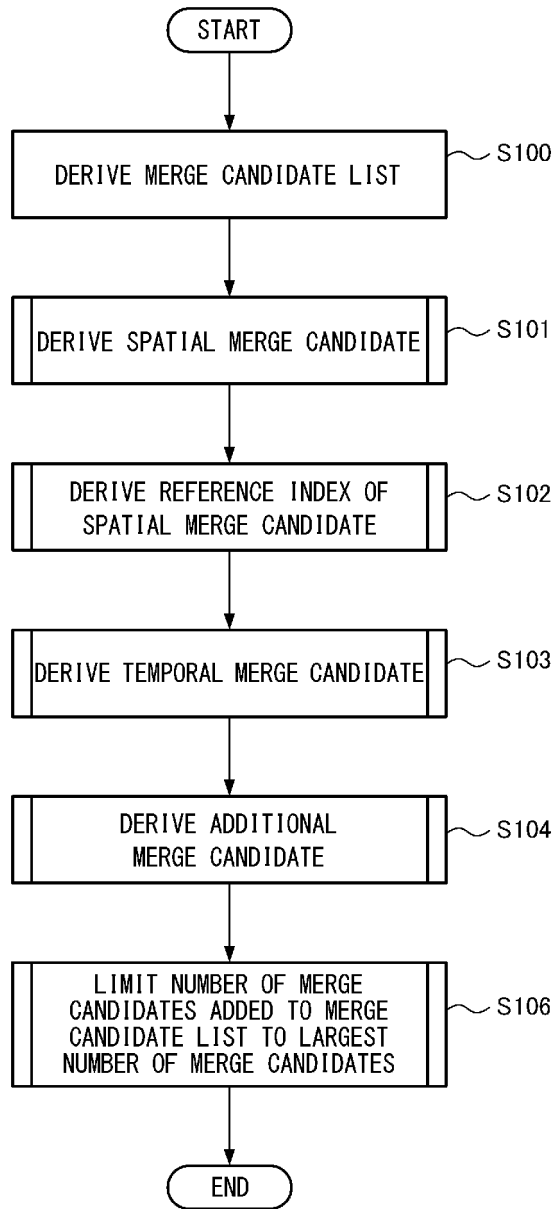 START
DERIVE MERGE CANDIDATE LIST
S100
DERIVE SPATIAL MERGE CANDIDATE
S101
DERIVE REFERENCE INDEX OF
SPATIAL MERGE CANDIDATE
S102
DERIVE TEMPORAL MERGE CANDIDATE
S103
DERIVE ADDITIONAL
MERGE CANDIDATE
S104
LIMIT NUMBER OF MERGE
CANDIDATES ADDED TO MERGE
CANDIDATE LIST TO LARGEST
NUMBER OF MERGE CANDIDATES
S106
END